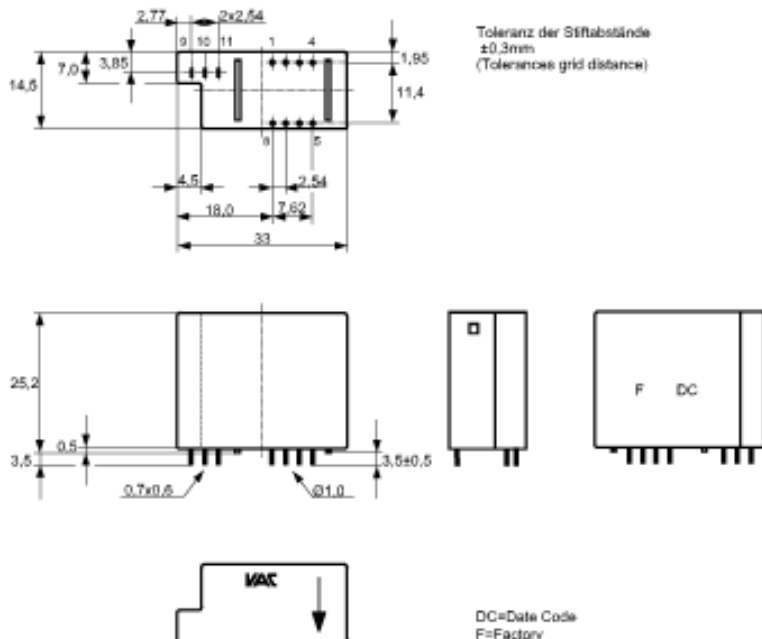 2,77 2x2,54
9 10 11 1 4
3,85
7,0
14,5
1,95
11,4
8 5
4,5 2,54
18,0 7,62
33
Toleranz der Stiftabstände
±0,3mm
(Tolerances grid distance)
25,2
0,5
3,5
3,5±0,5
0,7x0,6 Ø1,0
F DC
VAC
DC=Date Code
F=Factory